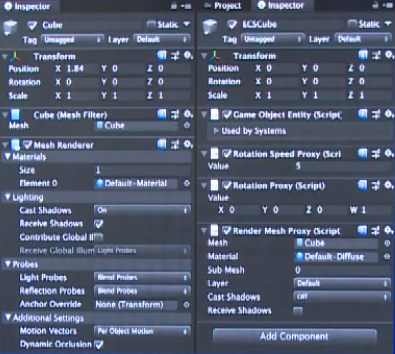 Inspector
Cube
Static
Tag Untagged Layer Default
Transform
Position X 1.84 Y 0 Z 0
Rotation X 0 Y 0 Z 0
Scale X 1 Y 1 Z 1
Cube (Mesh Filter)
Mesh Cube
Mesh Renderer
Materials
Size 1
Element 0 Default-Material
Lighting
Cast Shadows On
Receive Shadows
Contribute Global Il
Receive Global Illum Light Probes
Probes
Light Probes Blend Probes
Reflection Probes Blend Probes
Anchor Override None (Transform)
Additional Settings
Motion Vectors Per Object Motion
Dynamic Occlusion
Project Inspector
ECSCube
Static
Tag Untagged Layer Default
Transform
Position X 0 Y 0 Z 0
Rotation X 0 Y 0 Z 0
Scale X 1 Y 1 Z 1
Game Object Entity (Script)
Used by Systems
Rotation Speed Proxy (Scri
Value 5
Rotation Proxy (Script)
Value
X 0 Y 0 Z 0 W 1
Render Mesh Proxy (Script
Mesh Cube
Material Default-Diffuse
Sub Mesh 0
Layer Default
Cast Shadows Off
Receive Shadows
Add Component